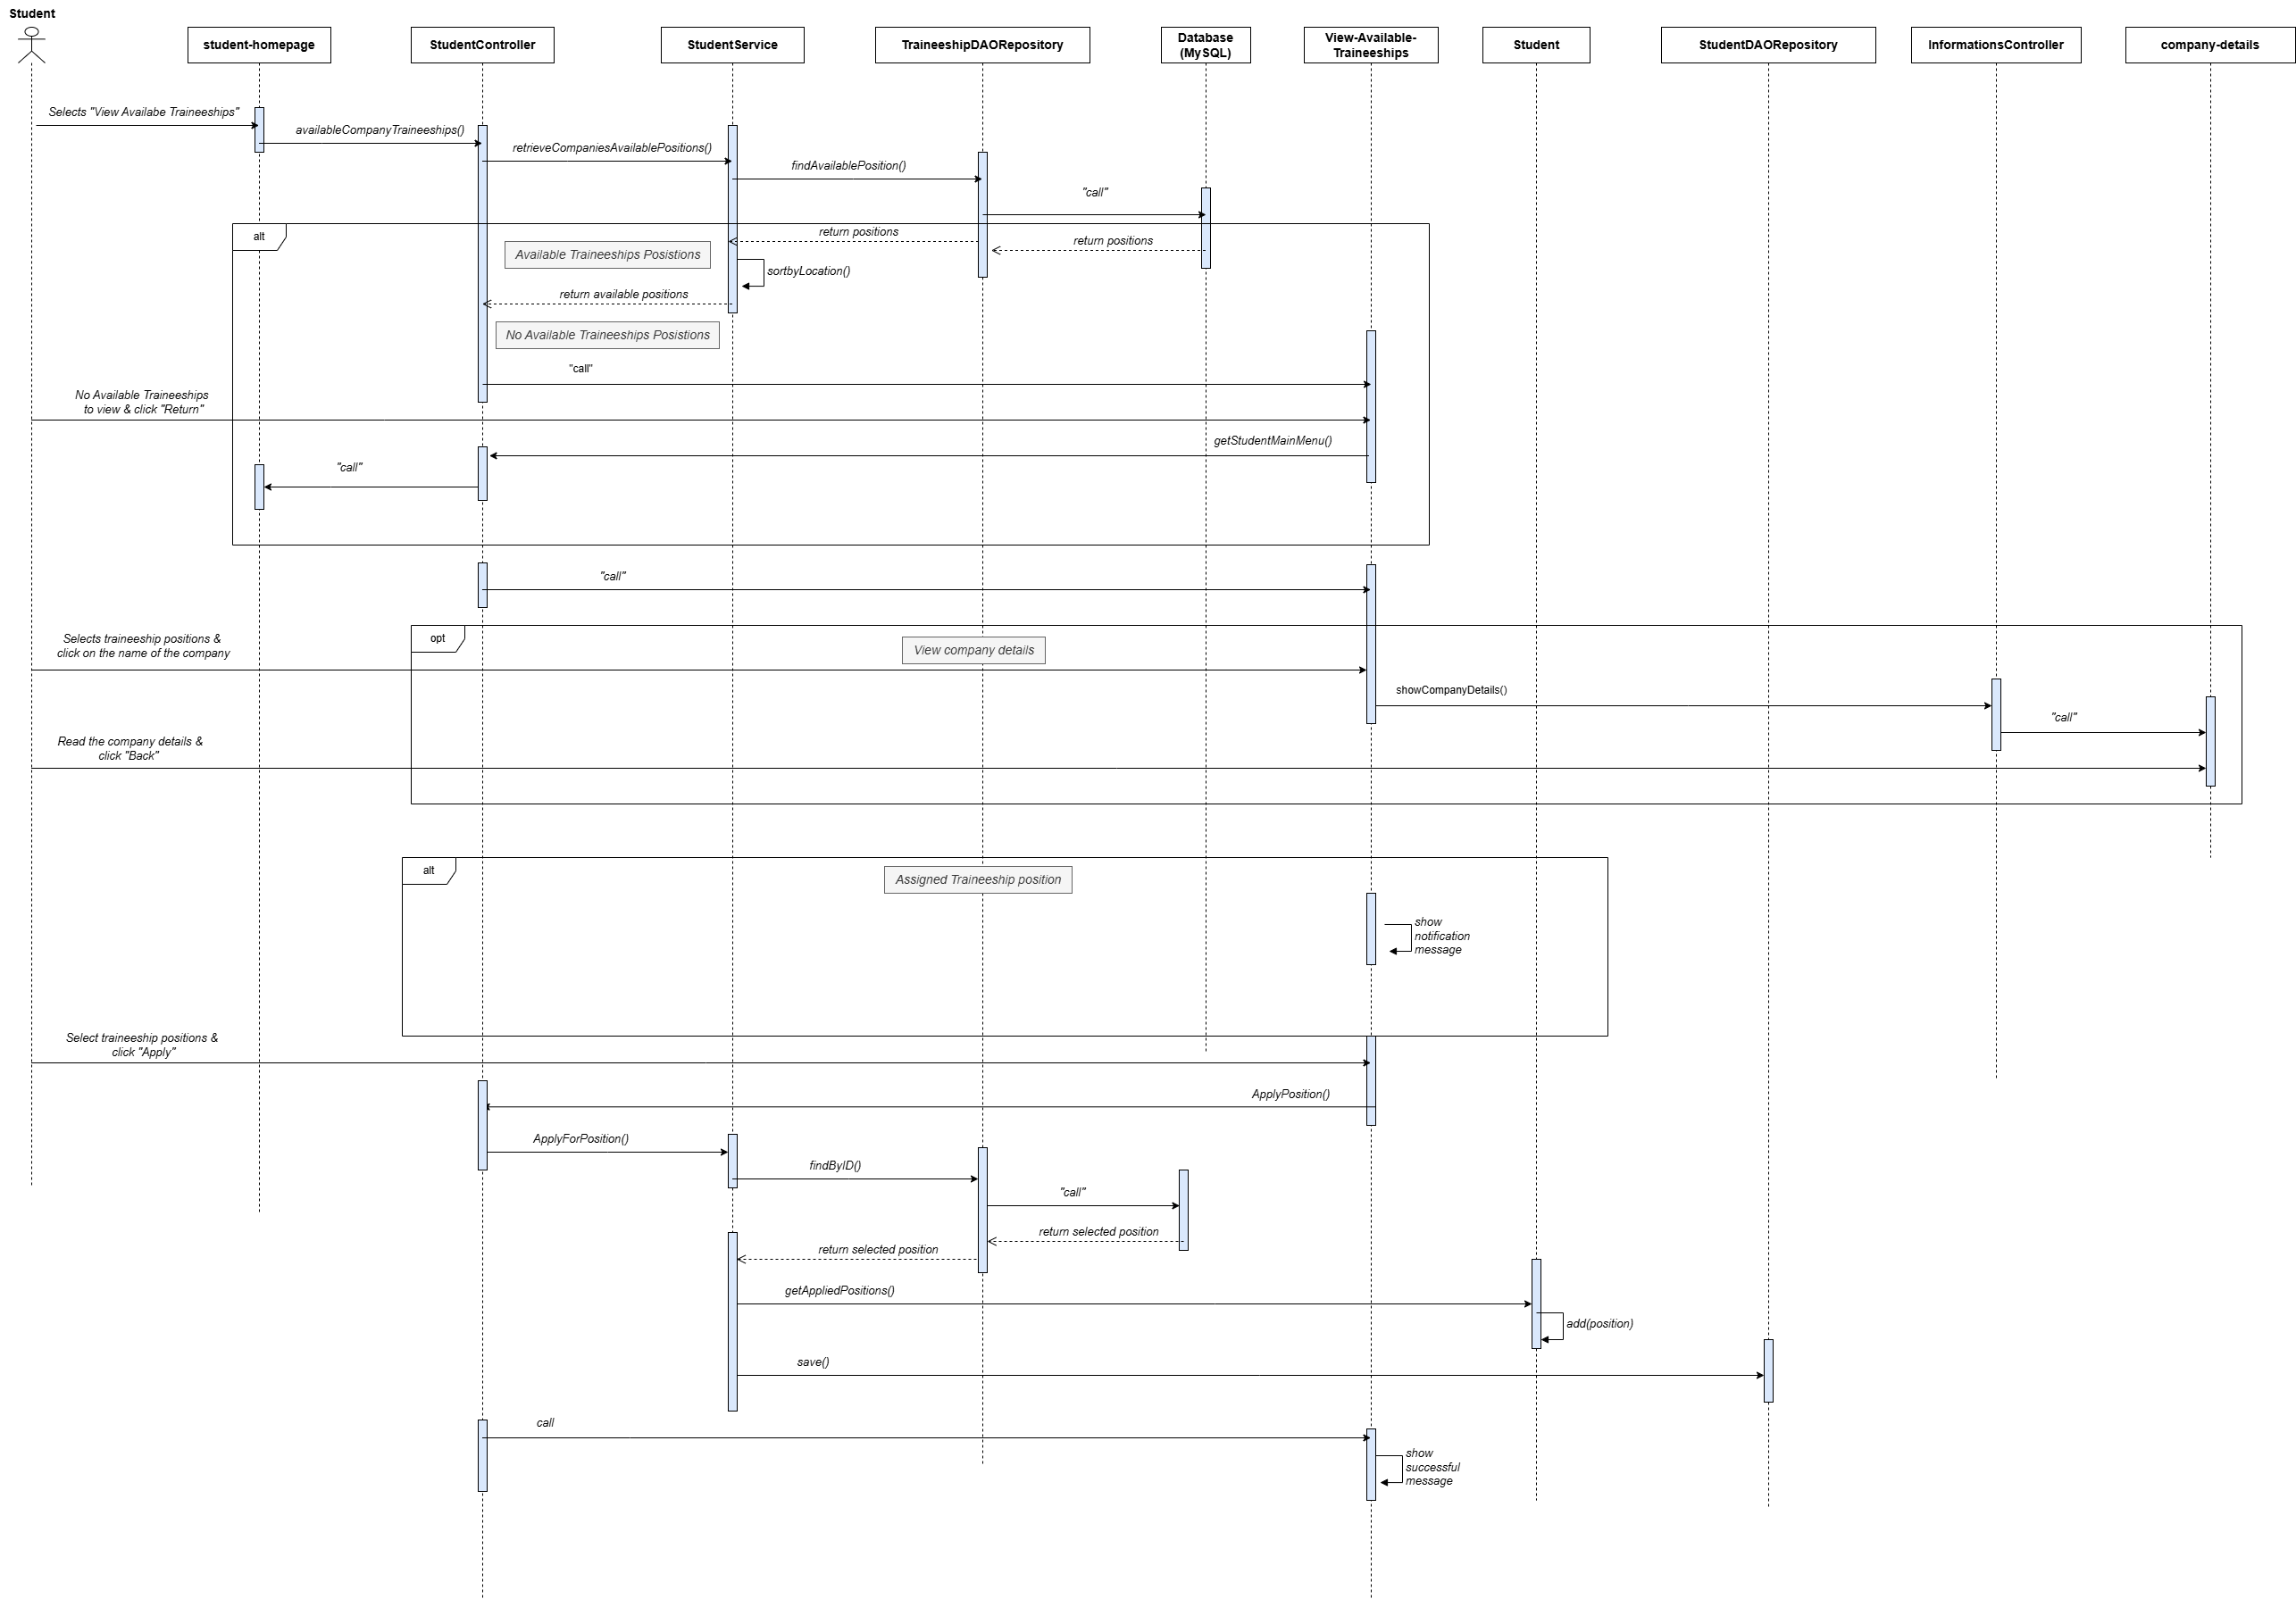 Student
student-homepage
StudentController
StudentService
TraineeshipDAORepository
Database
(MySQL)
View-Available-
Traineeships
Student
StudentDAORepository
InformationsController
company-details
Selects "View Availabe Traineeships"
availableCompanyTraineeships()
retrieveCompaniesAvailablePositions()
findAvailablePosition()
"call"
alt
return positions
return positions
Available Traineeships Posistions
sortbyLocation()
return available positions
No Available Traineeships Posistions
"call"
No Available Traineeships
to view & click "Return"
getStudentMainMenu()
"call"
"call"
Selects traineeship positions &
click on the name of the company
opt
View company details
showCompanyDetails()
"call"
Read the company details &
click "Back"
alt
Assigned Traineeship position
show
notification
message
Select traineeship positions &
click "Apply"
ApplyPosition()
ApplyForPosition()
findByID()
"call"
return selected position
return selected position
getAppliedPositions()
add(position)
save()
call
show
successful
message